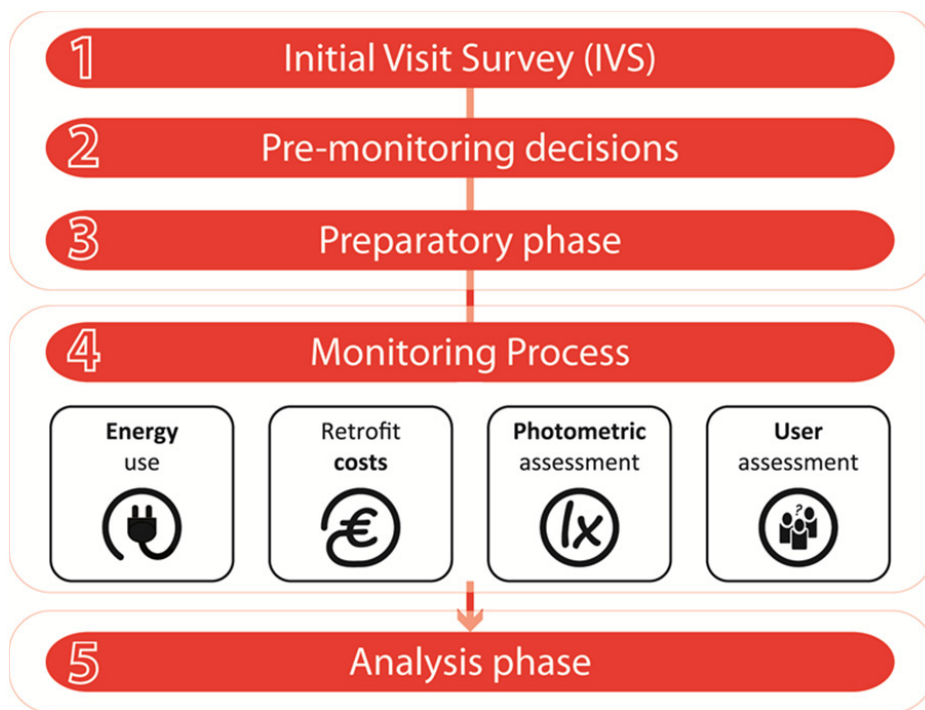 1 Initial Visit Survey (IVS)
2 Pre-monitoring decisions
3 Preparatory phase
4 Monitoring Process
Energy
use
Retrofit
costs
€
Photometric
assessment
lx
User
assessment
?
5 Analysis phase